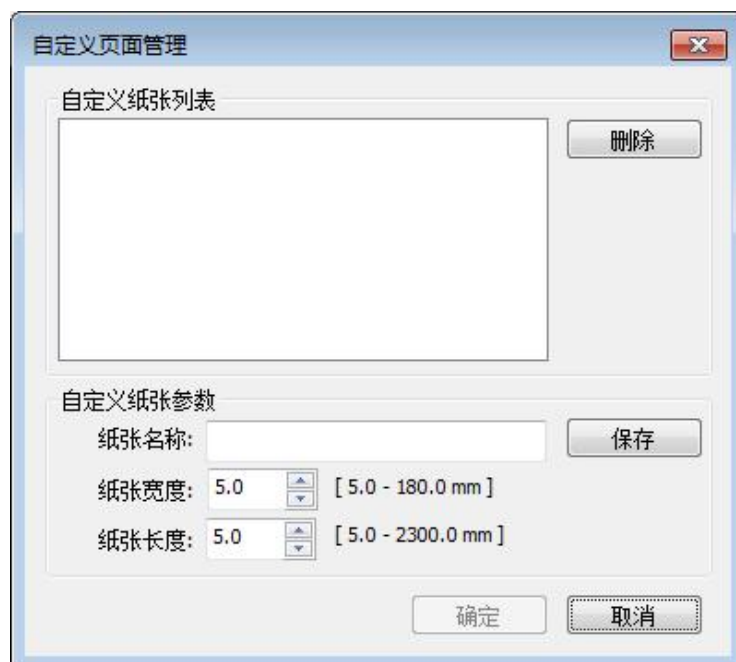 自定义页面管理
自定义纸张列表
删除
自定义纸张参数
纸张名称:
保存
纸张宽度: 5.0 [ 5.0 - 180.0 mm ]
纸张长度: 5.0 [ 5.0 - 2300.0 mm ]
确定 取消